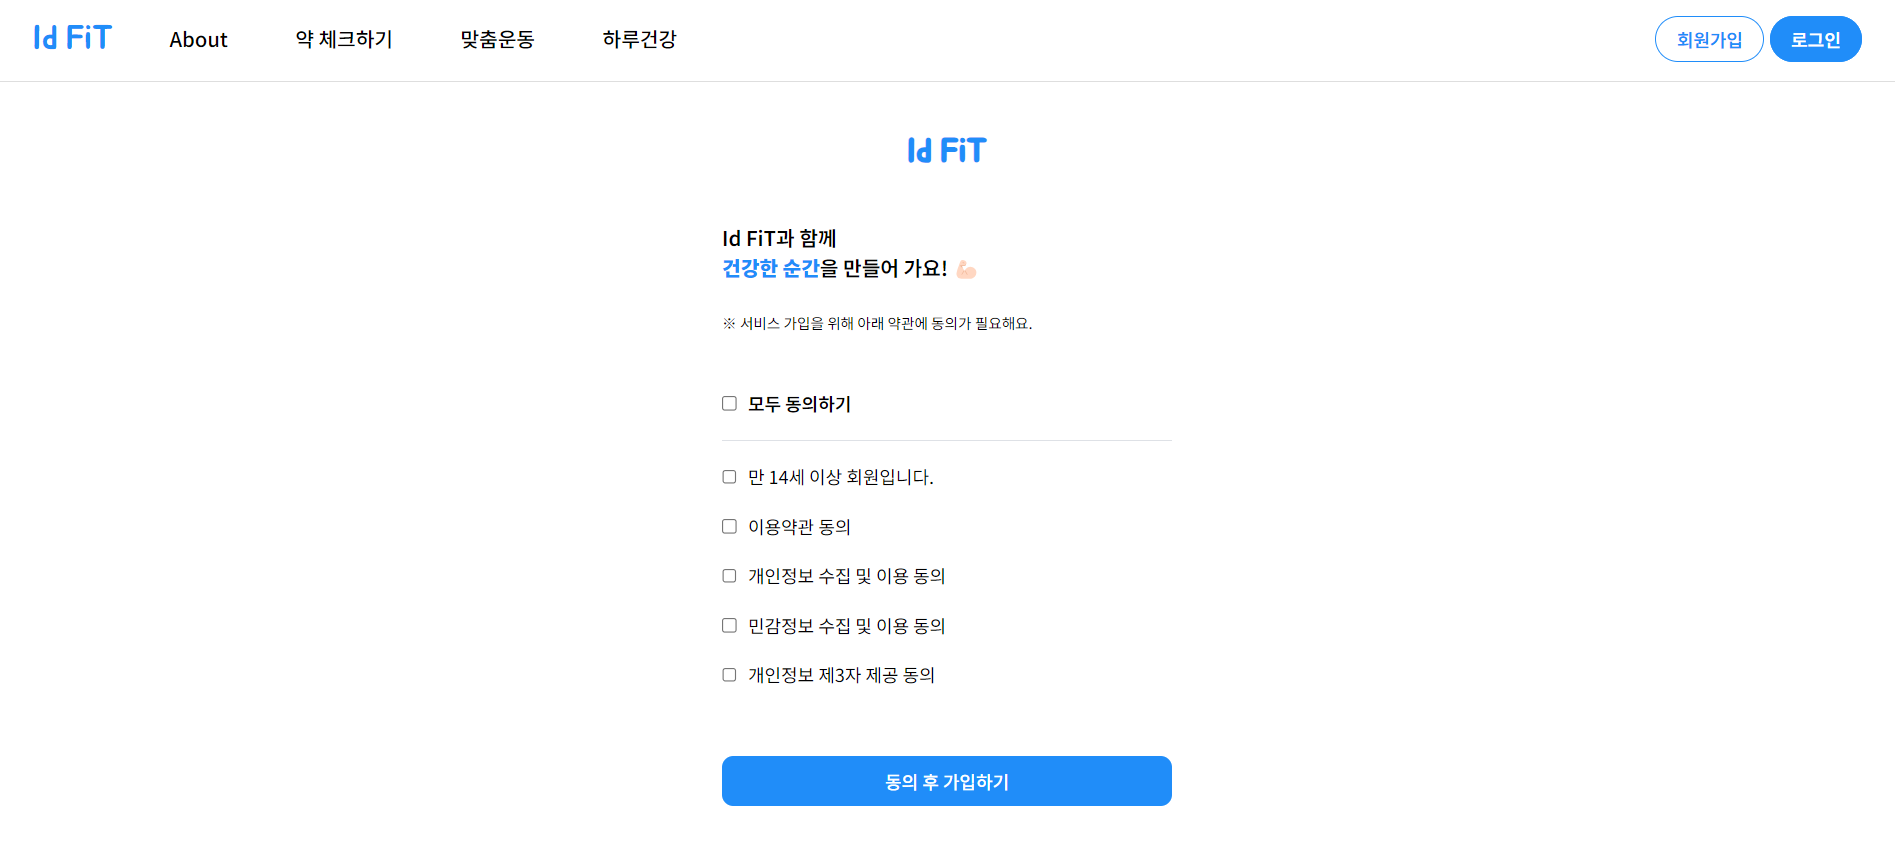 Id FiT
About
약 체크하기
맞춤운동
하루건강
회원가입
로그인
Id FiT
Id FiT과 함께
건강한 순간을 만들어 가요! 💪🏻
※ 서비스 가입을 위해 아래 약관에 동의가 필요해요.
모두 동의하기
만 14세 이상 회원입니다.
이용약관 동의
개인정보 수집 및 이용 동의
민감정보 수집 및 이용 동의
개인정보 제3자 제공 동의
동의 후 가입하기